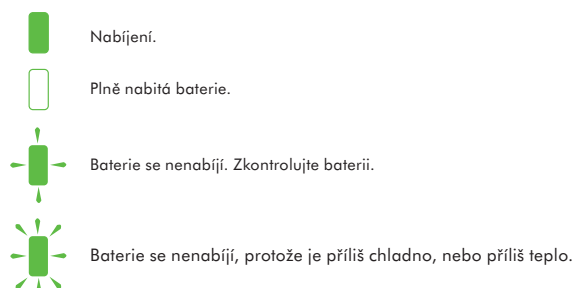 Nabíjení.
Plně nabitá baterie.
Baterie se nenabíjí. Zkontrolujte baterii.
Baterie se nenabíjí, protože je příliš chladno, nebo příliš teplo.